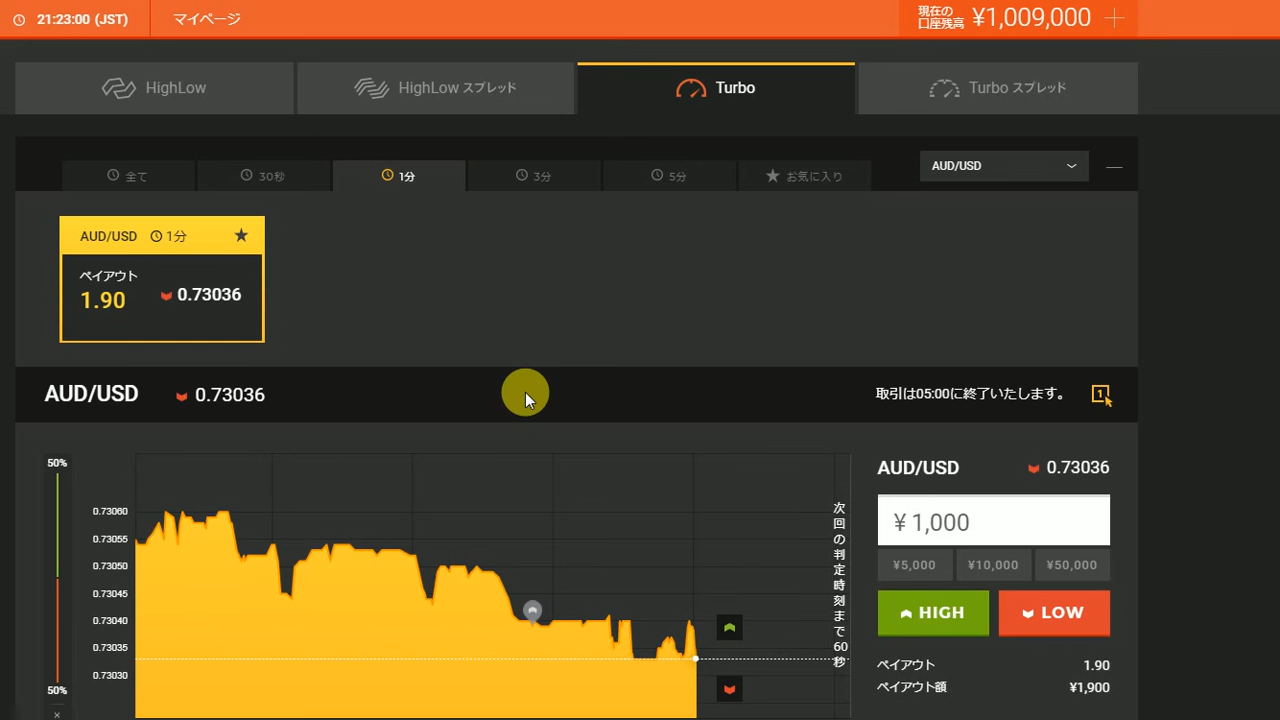 21:23:00 (JST)
マイページ
現在の
口座残高
¥1,009,000
HighLow
HighLow スプレッド
Turbo
Turbo スプレッド
全て
30秒
1分
3分
5分
お気に入り
AUD/USD
AUD/USD 1分
ペイアウト
1.90
0.73036
AUD/USD
0.73036
取引は05:00に終了いたします。
1
50%
0.73060
0.73055
0.73050
0.73045
0.73040
0.73035
0.73030
50%
次回の判定時刻まで60秒
AUD/USD
0.73036
¥ 1,000
¥5,000
¥10,000
¥50,000
HIGH
LOW
ペイアウト
1.90
ペイアウト額
¥1,900